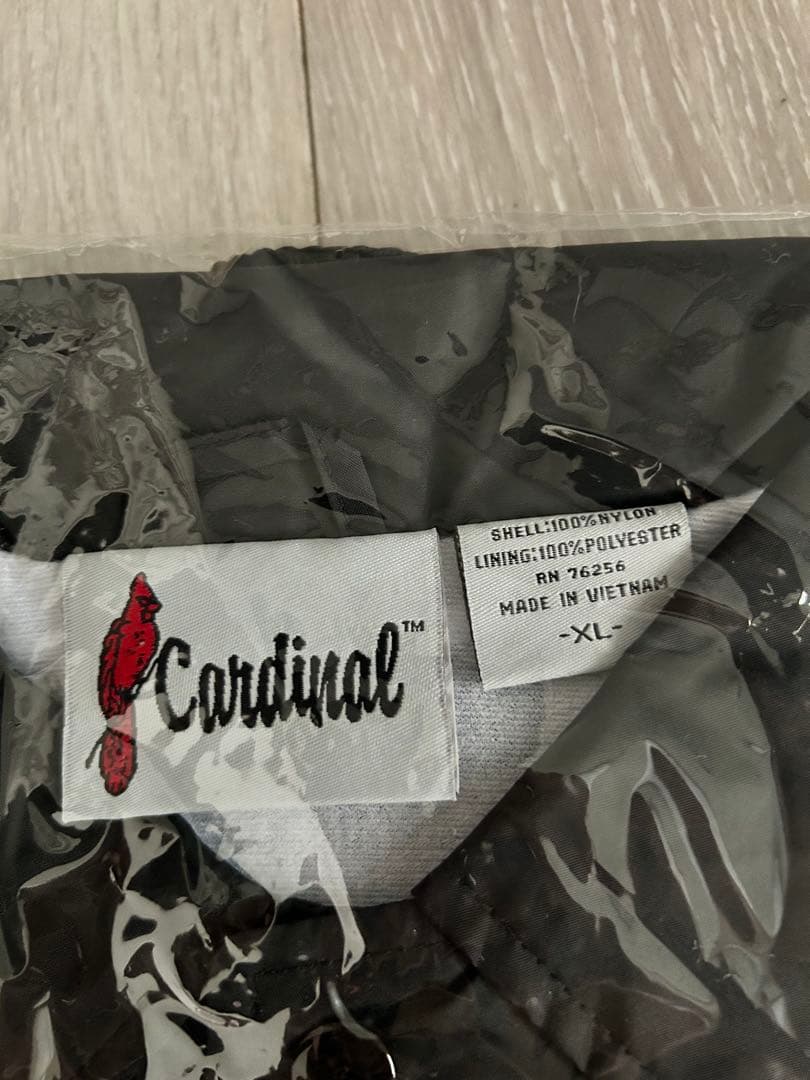 Cardinal™
SHELL:100%NYLON
LINING:100%POLYESTER
RN 76256
MADE IN VIETNAM
-XL-